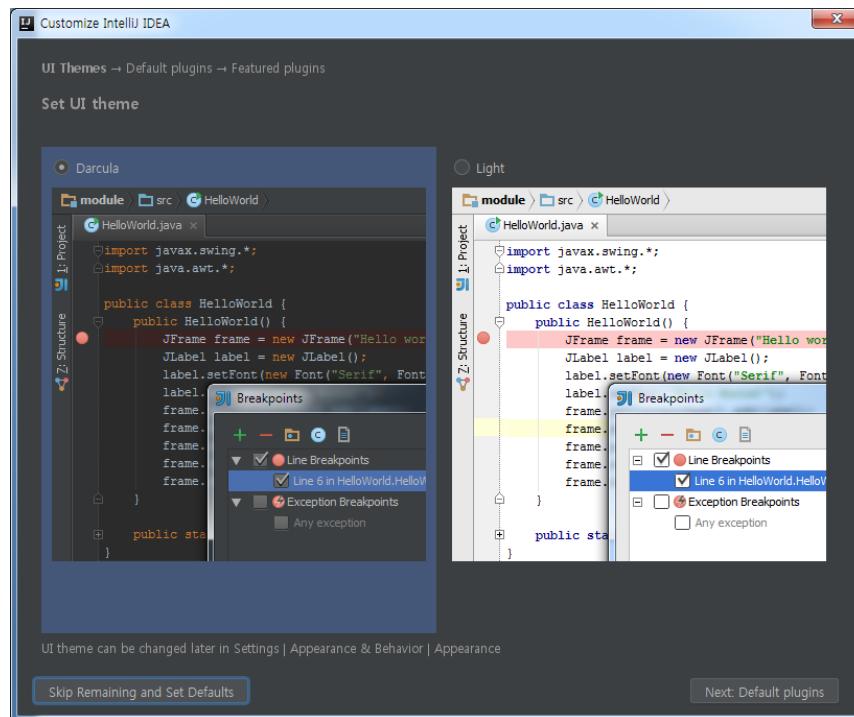 Customize IntelliJ IDEA
UI Themes → Default plugins → Featured plugins
Set UI theme
Darcula
module src HelloWorld
HelloWorld.java ×
1: Project
Z: Structure
import javax.swing.*;
import java.awt.*;
public class HelloWorld {
public HelloWorld() {
JFrame frame = new JFrame("Hello wor
JLabel label = new JLabel();
label.setFont(new Font("Serif", Font
label.
frame.
frame.
frame.
frame.
frame.
}
public sta
}
Breakpoints
Line Breakpoints
Line 6 in HelloWorld.HelloW
Exception Breakpoints
Any exception
Light
module src HelloWorld
HelloWorld.java ×
1: Project
Z: Structure
import javax.swing.*;
import java.awt.*;
public class HelloWorld {
public HelloWorld() {
JFrame frame = new JFrame("Hello wor
JLabel label = new JLabel();
label.setFont(new Font("Serif", Font
label.
frame.
frame.
frame.
frame.
frame.
}
public sta
}
Breakpoints
Line Breakpoints
Line 6 in HelloWorld.HelloW
Exception Breakpoints
Any exception
UI theme can be changed later in Settings | Appearance & Behavior | Appearance
Skip Remaining and Set Defaults
Next: Default plugins